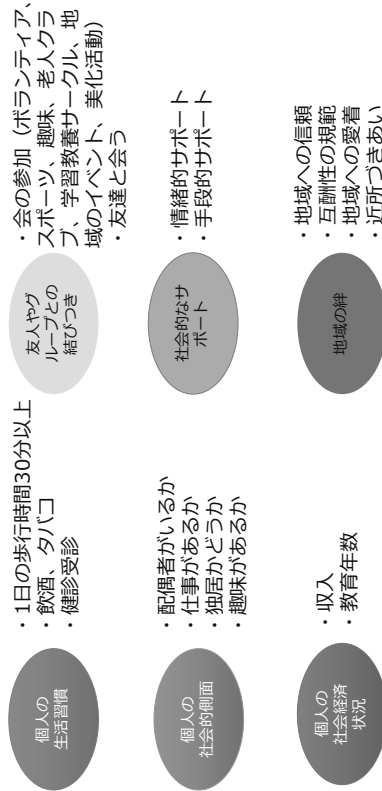 個人の
生活習慣
・1日の歩行時間30分以上
・飲酒、タバコ
・健診受診
友人やグ
ループとの
結びつき
・会の参加（ボランティア、
スポーツ、趣味、老人クラ
ブ、学習教養サークル、地
域のイベント、美化活動）
・友達と会う
個人の
社会的側面
・配偶者がいるか
・仕事があるか
・独居かどうか
・趣味があるか
社会的なサ
ポート
・情緒的サポート
・手段的サポート
個人の
社会経済
状況
・収入
・教育年数
地域の絆
・地域への信頼
・互酬性の規範
・地域への愛着
・近所づきあい